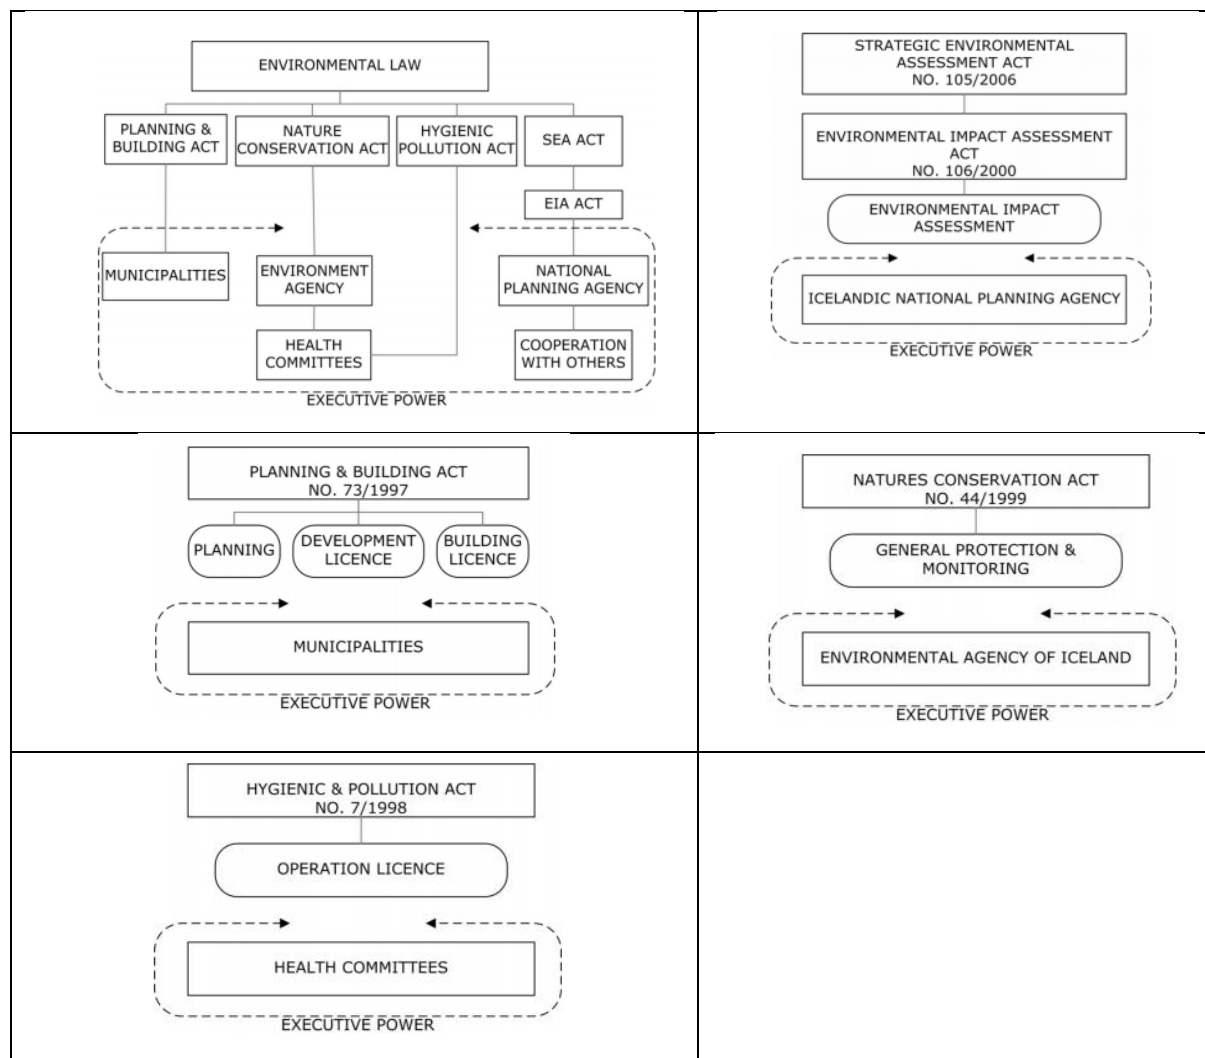 ENVIRONMENTAL LAW
PLANNING &
BUILDING ACT
NATURE
CONSERVATION ACT
HYGIENIC
POLLUTION ACT
SEA ACT
EIA ACT
MUNICIPALITIES
ENVIRONMENT
AGENCY
NATIONAL
PLANNING AGENCY
HEALTH
COMMITTEES
COOPERATION
WITH OTHERS
EXECUTIVE POWER
STRATEGIC ENVIRONMENTAL
ASSESSMENT ACT
NO. 105/2006
ENVIRONMENTAL IMPACT ASSESSMENT
ACT
NO. 106/2000
ENVIRONMENTAL IMPACT
ASSESSMENT
ICELANDIC NATIONAL PLANNING AGENCY
EXECUTIVE POWER
PLANNING & BUILDING ACT
NO. 73/1997
PLANNING
DEVELOPMENT
LICENCE
BUILDING
LICENCE
MUNICIPALITIES
EXECUTIVE POWER
NATURES CONSERVATION ACT
NO. 44/1999
GENERAL PROTECTION &
MONITORING
ENVIRONMENTAL AGENCY OF ICELAND
EXECUTIVE POWER
HYGIENIC & POLLUTION ACT
NO. 7/1998
OPERATION LICENCE
HEALTH COMMITTEES
EXECUTIVE POWER